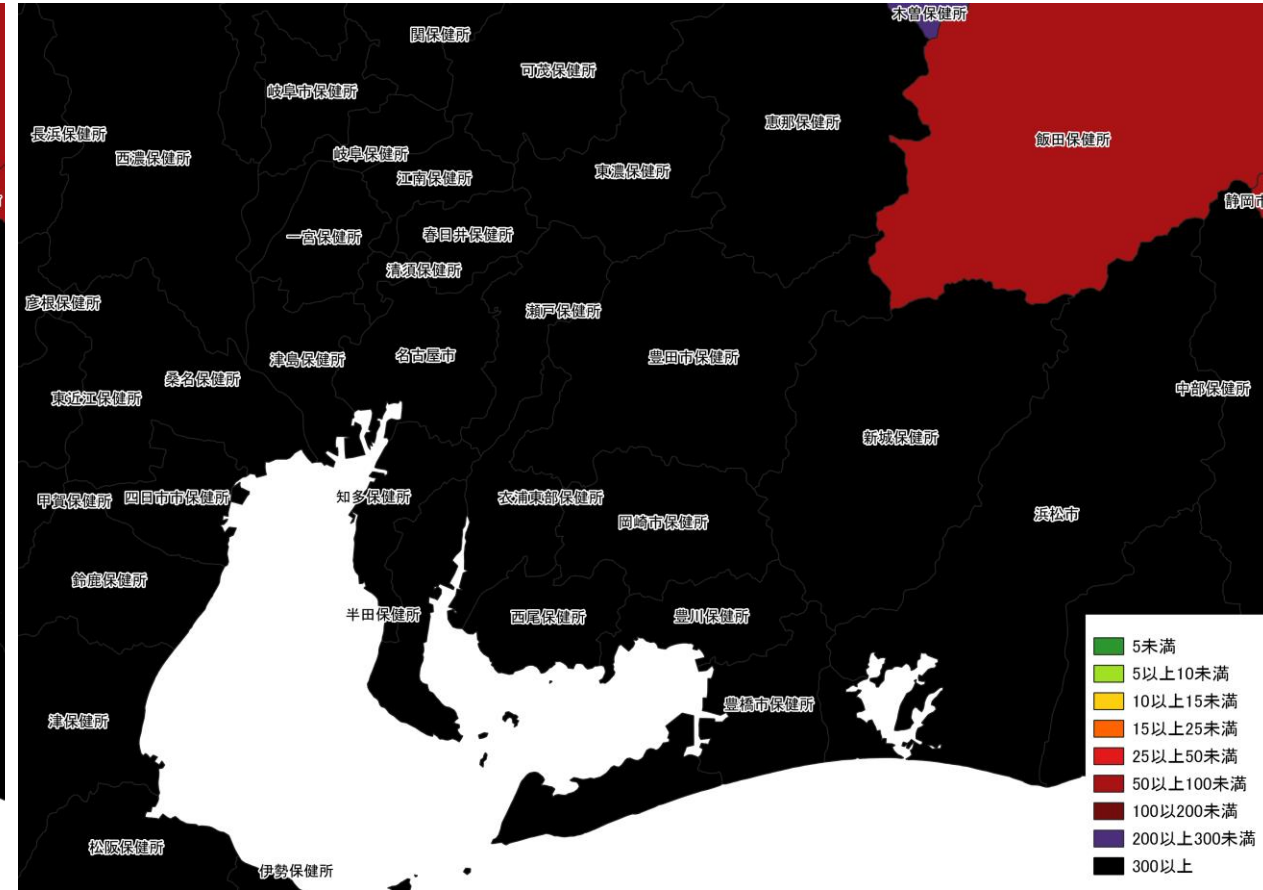 木曽保健所
関保健所
可茂保健所
岐阜市保健所
恵那保健所
長浜保健所
飯田保健所
西濃保健所
岐阜保健所
東濃保健所
江南保健所
静岡市
一宮保健所
春日井保健所
清須保健所
彦根保健所
瀬戸保健所
津島保健所
名古屋市
豊田市保健所
桑名保健所
中部保健所
東近江保健所
新城保健所
甲賀保健所
四日市市保健所
知多保健所
衣浦東部保健所
岡崎市保健所
浜松市
鈴鹿保健所
半田保健所
西尾保健所
豊川保健所
津保健所
豊橋市保健所
松阪保健所
伊勢保健所
5未満
5以上10未満
10以上15未満
15以上25未満
25以上50未満
50以上100未満
100以200未満
200以上300未満
300以上